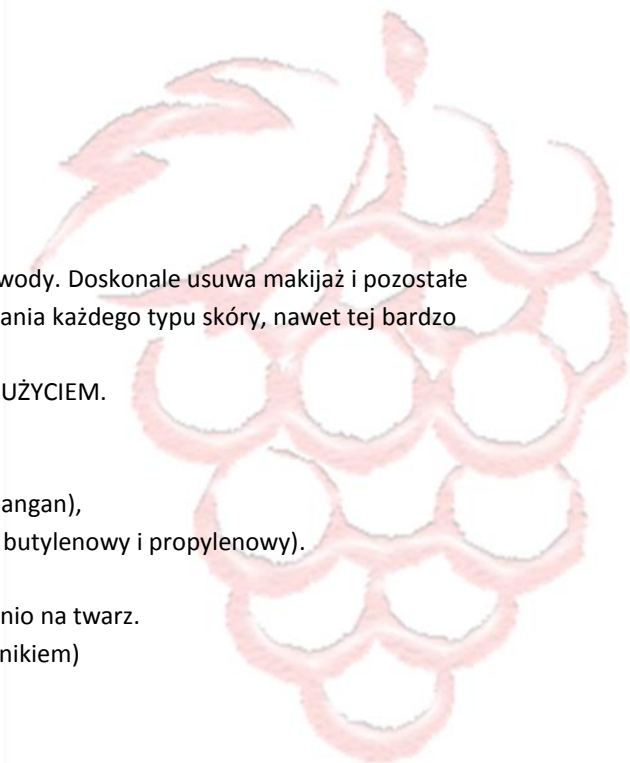 wody. Doskonale usuwa makijaż i pozostałe
ania każdego typu skóry, nawet tej bardzo
UŻYCIEM.
angan),
butylenowy i propylenowy).
nio na twarz.
nikiem)